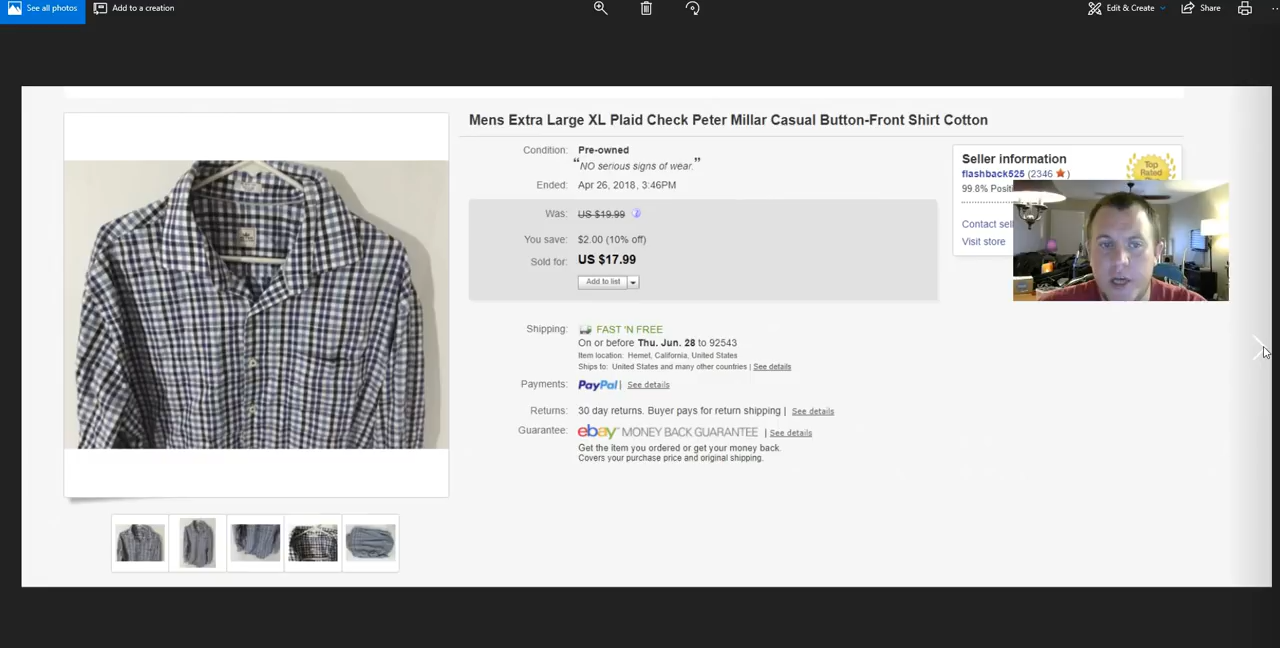 See all photos
Add to a creation
Edit & Create
Share
Mens Extra Large XL Plaid Check Peter Millar Casual Button-Front Shirt Cotton
Condition: Pre-owned
“NO serious signs of wear.”
Ended: Apr 26, 2018, 3:46PM
Was: US $19.99
You save: $2.00 (10% off)
Sold for: US $17.99
Add to list
Shipping: FAST 'N FREE
On or before Thu. Jun. 28 to 92543
Item location: Hemet, California, United States
Ships to: United States and many other countries | See details
Payments: PayPal | See details
Returns: 30 day returns. Buyer pays for return shipping | See details
Guarantee: ebay MONEY BACK GUARANTEE | See details
Get the item you ordered or get your money back.
Covers your purchase price and original shipping.
Seller information
flashback525 (2346 )
99.8% Positi
Contact sell
Visit store
Top
Rated